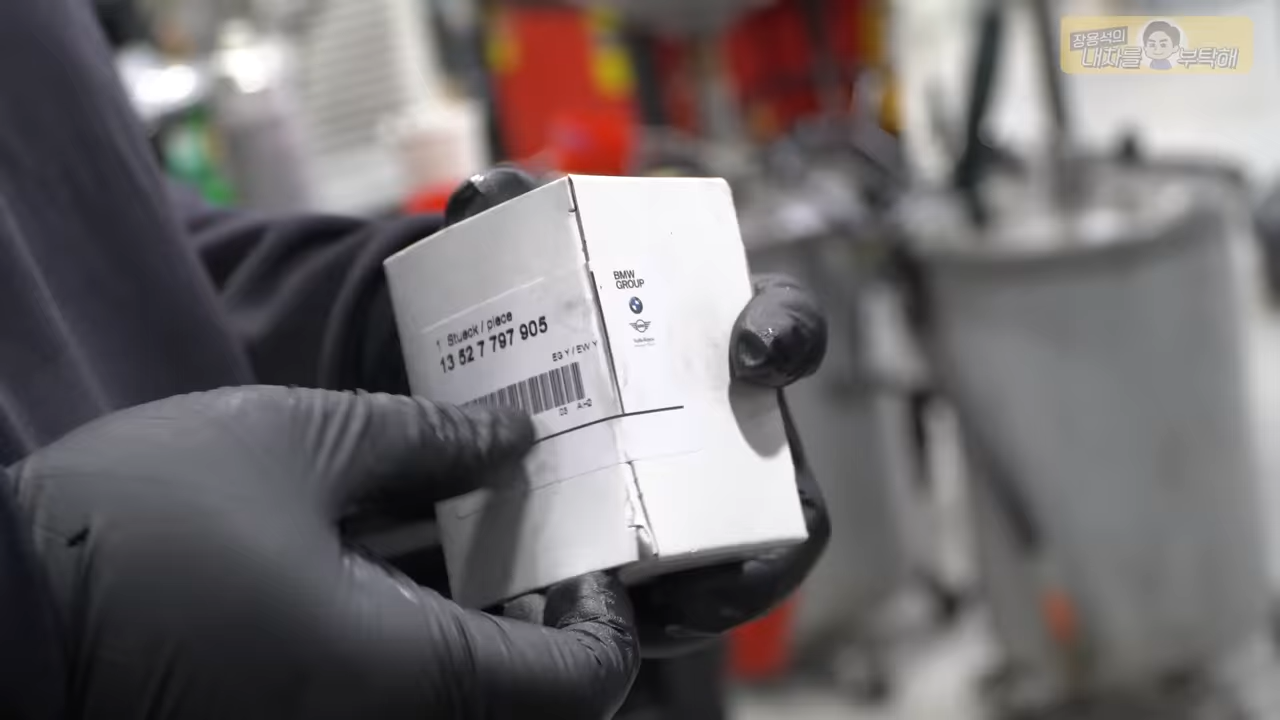 장용석의
내차를 부탁해
BMW
GROUP
1 Stueck / piece
13 52 7 797 905
EG Y / EW Y